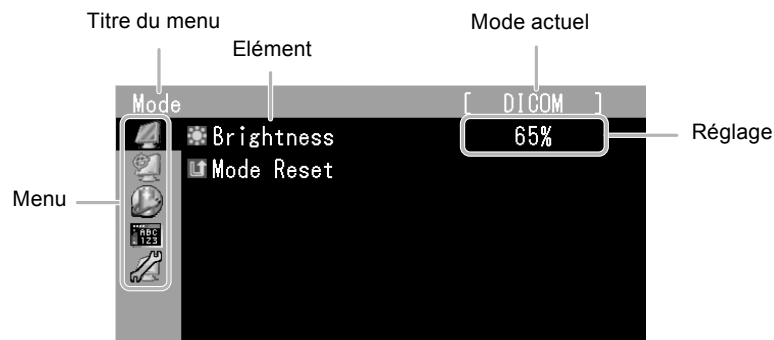 Titre du menu
Mode actuel
Elément
Mode
[ DICOM ]
Brightness
65%
Réglage
Mode Reset
Menu
ABC
123